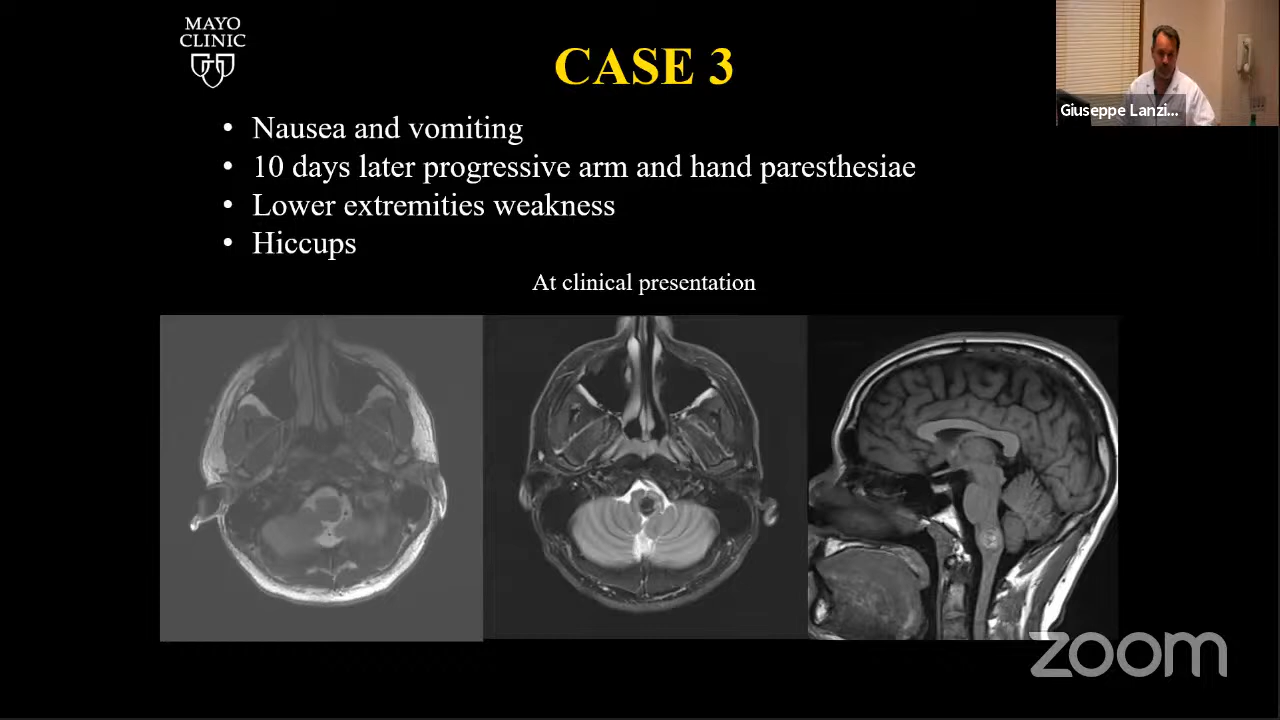 MAYO
CLINIC
CASE 3
Giuseppe Lanzi...
• Nausea and vomiting
• 10 days later progressive arm and hand paresthesiae
• Lower extremities weakness
• Hiccups
At clinical presentation
zoom